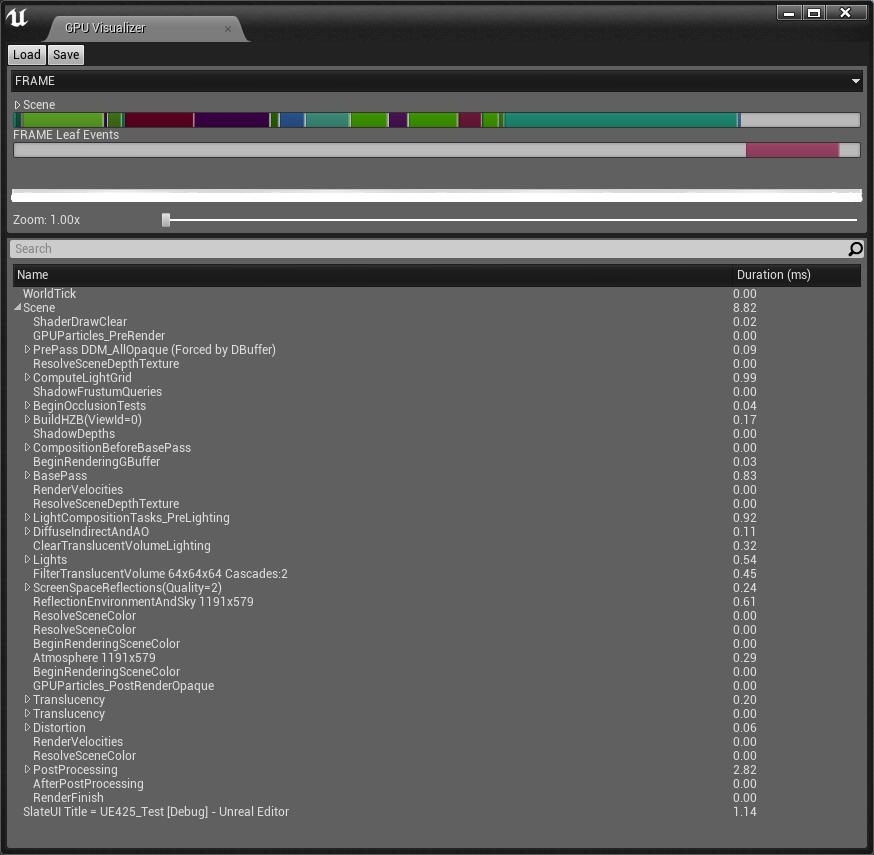 GPU Visualizer
Load Save
FRAME
Scene
FRAME Leaf Events
Zoom: 1.00x
Search
Name Duration (ms)
WorldTick 0.00
Scene 8.82
ShaderDrawClear 0.02
GPUParticles_PreRender 0.00
PrePass DDM_AllOpaque (Forced by DBuffer) 0.09
ResolveSceneDepthTexture 0.00
ComputeLightGrid 0.99
ShadowFrustumQueries 0.00
BeginOcclusionTests 0.04
BuildHZB(ViewId=0) 0.17
ShadowDepths 0.00
CompositionBeforeBasePass 0.00
BeginRenderingGBuffer 0.03
BasePass 0.83
RenderVelocities 0.00
ResolveSceneDepthTexture 0.00
LightCompositionTasks_PreLighting 0.92
DiffuseIndirectAndAO 0.11
ClearTranslucentVolumeLighting 0.32
Lights 0.54
FilterTranslucentVolume 64x64x64 Cascades:2 0.45
ScreenSpaceReflections(Quality=2) 0.24
ReflectionEnvironmentAndSky 1191x579 0.61
ResolveSceneColor 0.00
ResolveSceneColor 0.00
BeginRenderingSceneColor 0.00
Atmosphere 1191x579 0.29
BeginRenderingSceneColor 0.00
GPUParticles_PostRenderOpaque 0.00
Translucency 0.20
Translucency 0.00
Distortion 0.06
RenderVelocities 0.00
ResolveSceneColor 0.00
PostProcessing 2.82
AfterPostProcessing 0.00
RenderFinish 0.00
SlateUI Title = UE425_Test [Debug] - Unreal Editor 1.14